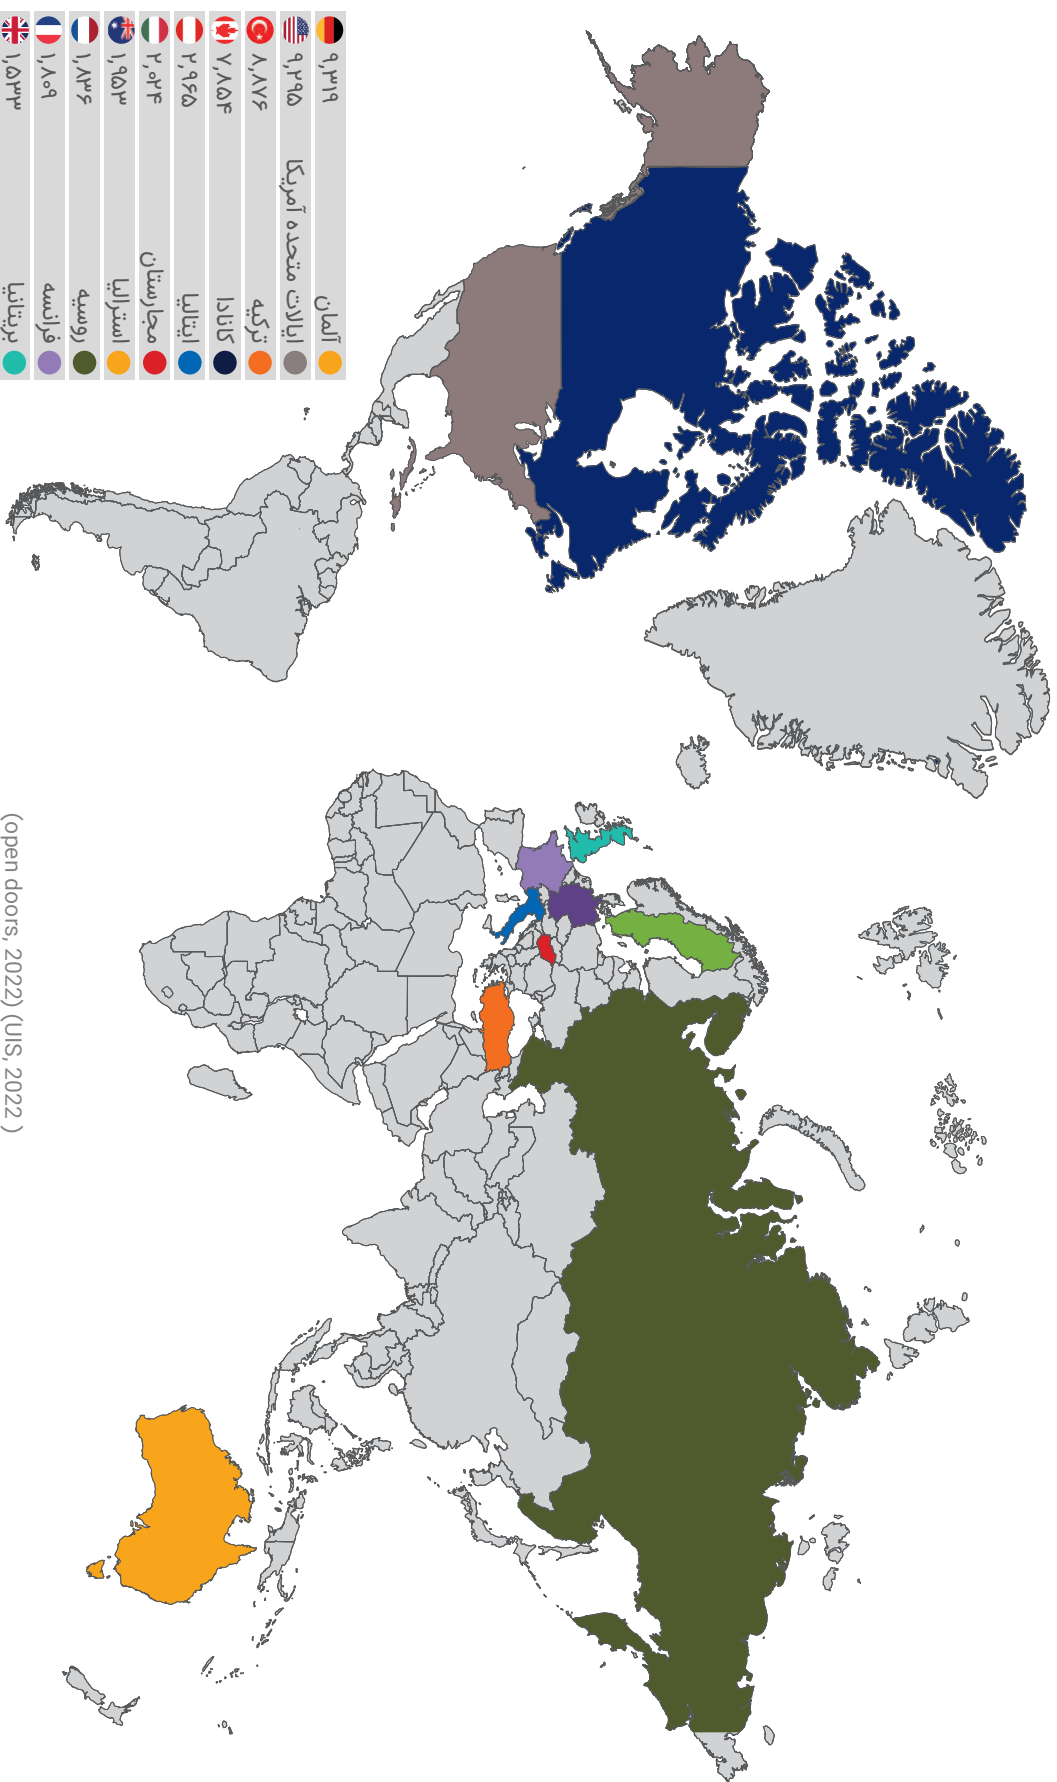 آلمان ۹,۳۱۹
ایالات متحده آمریکا ۹,۲۹۵
ترکیه ۸,۸۷۶
کانادا ۷,۸۵۴
ایتالیا ۲,۹۶۵
مجارستان ۲,۰۲۴
استرالیا ۱,۹۵۳
روسیه ۱,۸۳۶
فرانسه ۱,۸۰۹
بریتانیا ۱,۵۳۳
(open doors, 2022) (UIS, 2022 )